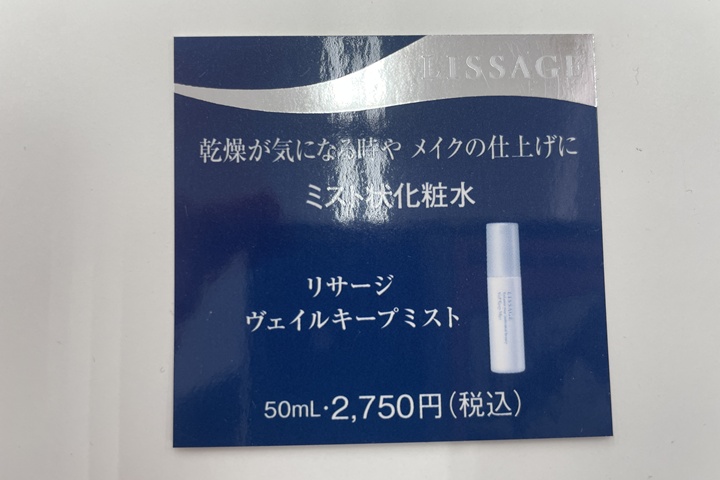 LISSAGE
乾燥が気になる時や メイクの仕上げに
ミスト状化粧水
リサージ
ヴェイルキープミスト
LISSAGE
50mL・2,750円(税込)